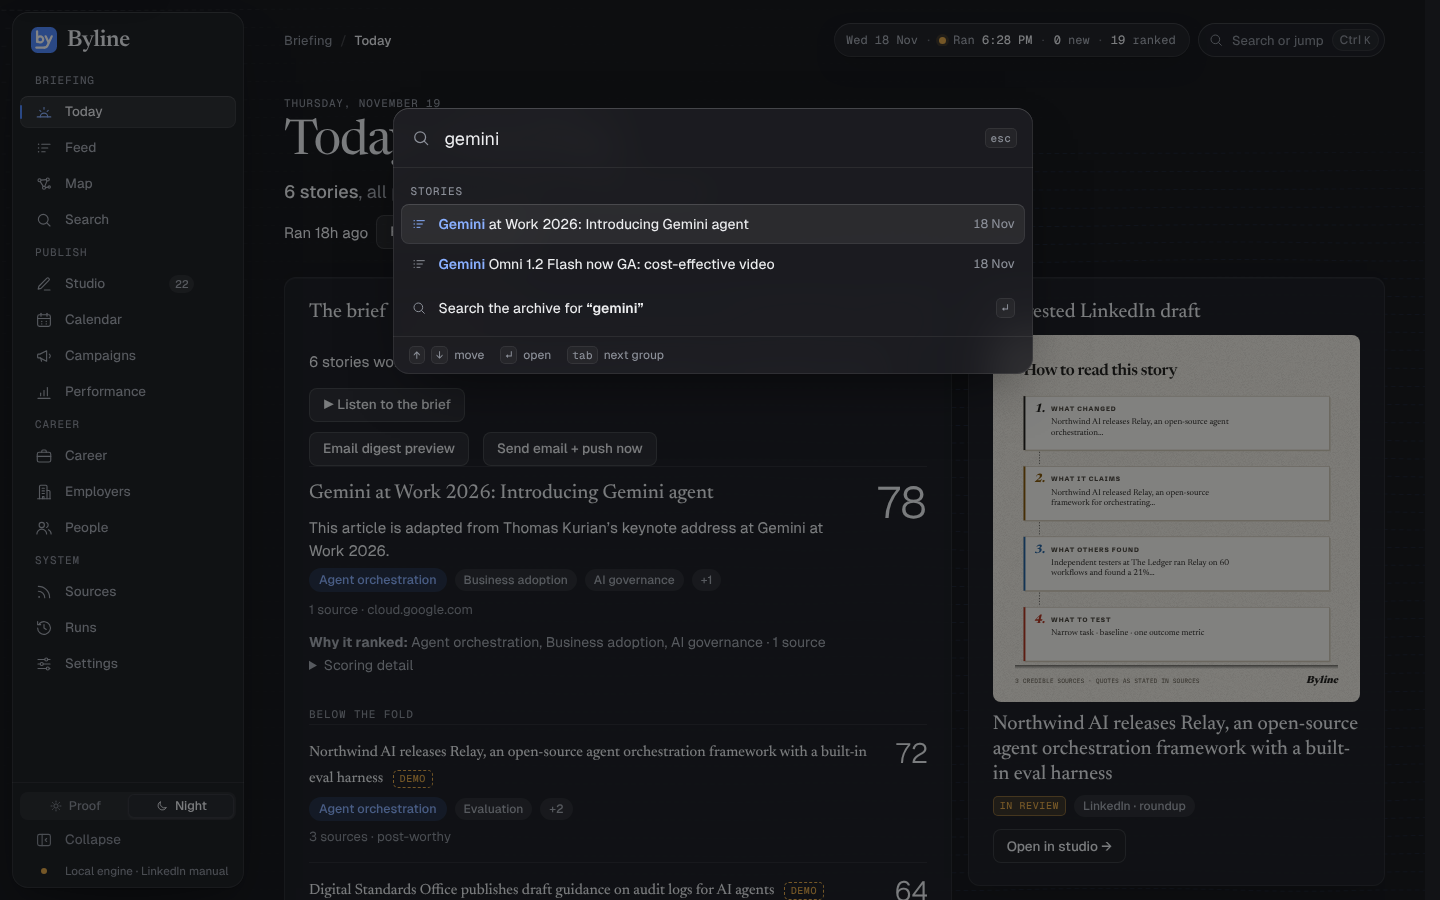 by Byline
BRIEFING
Today
Feed
Map
Search
PUBLISH
Studio 22
Calendar
Campaigns
Performance
CAREER
Career
Employers
People
SYSTEM
Sources
Runs
Settings
Proof Night
Collapse
Local engine · LinkedIn manual
Briefing / Today
Wed 18 Nov · Ran 6:28 PM · 0 new · 19 ranked
Search or jump Ctrl K
THURSDAY, NOVEMBER 19
Today
6 stories, all
Ran 18h ago
gemini esc
STORIES
Gemini at Work 2026: Introducing Gemini agent 18 Nov
Gemini Omni 1.2 Flash now GA: cost-effective video 18 Nov
Search the archive for “gemini” ↵
↑ ↓ move ↵ open tab next group
The brief
6 stories wo
▶ Listen to the brief
Email digest preview Send email + push now
Gemini at Work 2026: Introducing Gemini agent 78
This article is adapted from Thomas Kurian’s keynote address at Gemini at
Work 2026.
Agent orchestration Business adoption AI governance +1
1 source · cloud.google.com
Why it ranked: Agent orchestration, Business adoption, AI governance · 1 source
▶ Scoring detail
BELOW THE FOLD
Northwind AI releases Relay, an open-source agent orchestration framework with a built-in 72
eval harness DEMO
Agent orchestration Evaluation +2
3 sources · post-worthy
Digital Standards Office publishes draft guidance on audit logs for AI agents DEMO 64
ested LinkedIn draft
How to read this story
1. WHAT CHANGED
Northwind AI releases Relay, an open-source agent
orchestration...
2. WHAT IT CLAIMS
Northwind AI released Relay, an open-source
framework for orchestrating...
3. WHAT OTHERS FOUND
Independent testers at The Ledger ran Relay on 60
workflows and found a 21%...
4. WHAT TO TEST
Narrow task · baseline · one outcome metric
3 CREDIBLE SOURCES · QUOTES AS STATED IN SOURCES Byline
Northwind AI releases Relay, an open-source
agent orchestration framework with a built-
in eval harness
IN REVIEW LinkedIn · roundup
Open in studio →